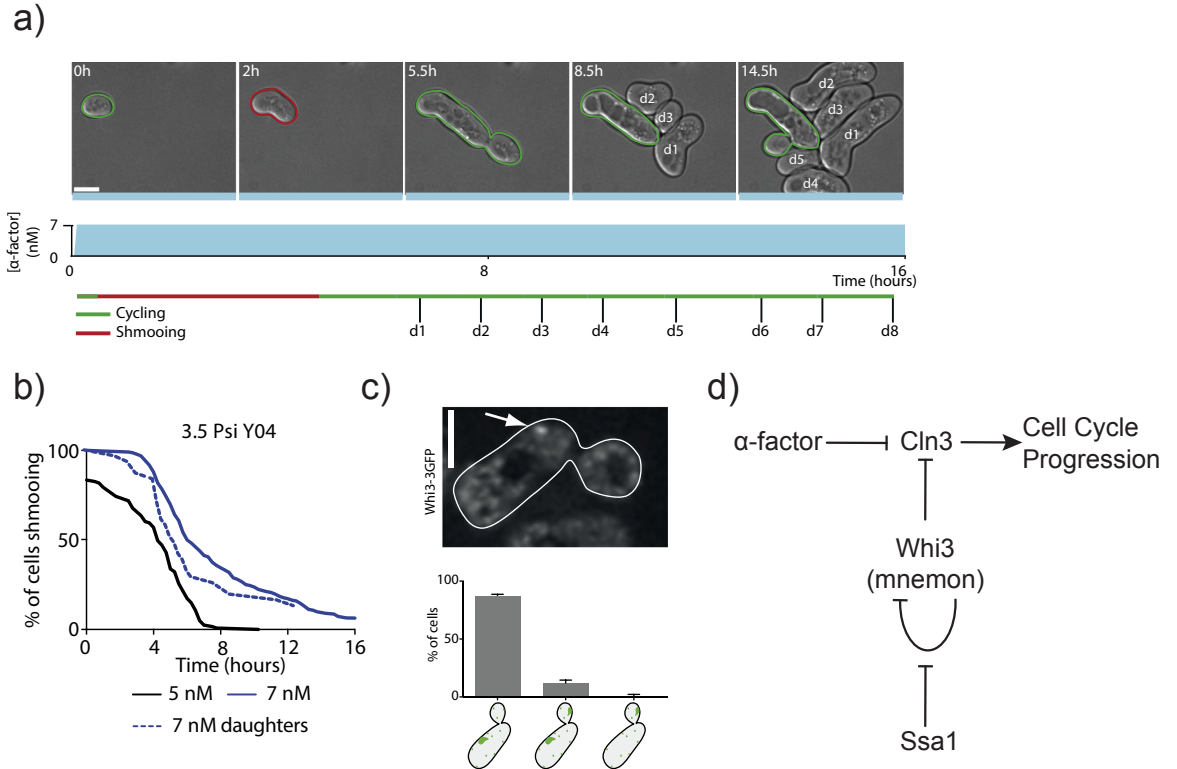 a)
0h
2h
5.5h
8.5h
14.5h
d2
d3
d1
d2
d3
d1
d5
d4
[α-factor]
(nM)
7
0
0
8
16
Time (hours)
Cycling
Shmooing
d1
d2
d3
d4
d5
d6
d7
d8
b)
3.5 Psi Y04
% of cells shmooing
100
50
0
0
4
8
12
16
Time (hours)
5 nM
7 nM
7 nM daughters
c)
Whi3-3GFP
% of cells
100
50
0
d)
α-factor
Cln3
Cell Cycle
Progression
Whi3
(mnemon)
Ssa1